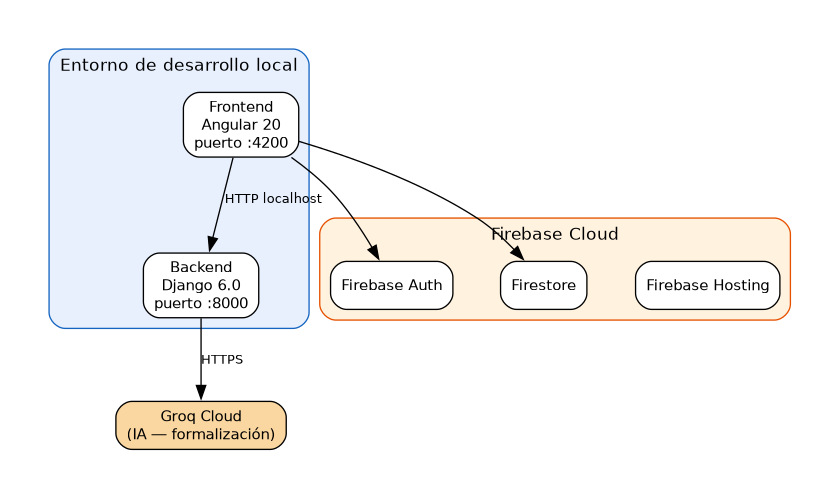 Entorno de desarrollo local
Frontend
Angular 20
puerto :4200
HTTP localhost
Firebase Cloud
Backend
Django 6.0
puerto :8000
Firebase Auth
Firestore
Firebase Hosting
HTTPS
Groq Cloud
(IA — formalización)